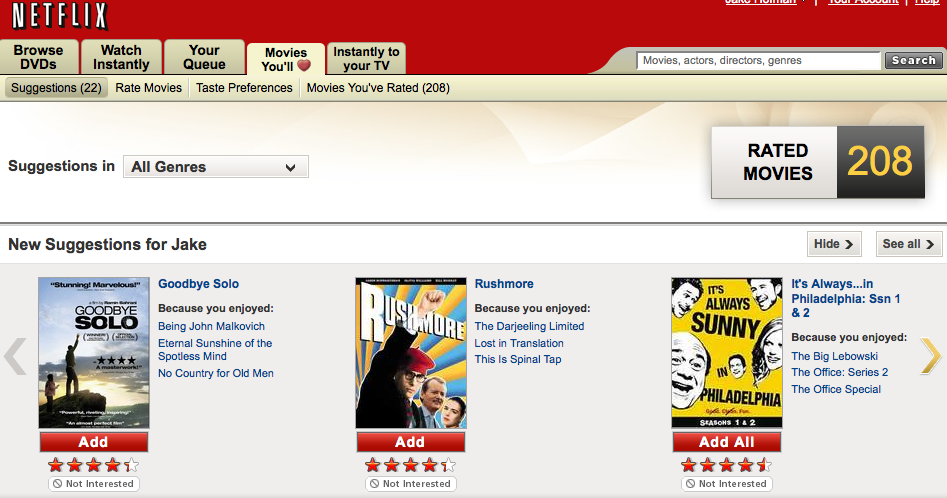 NETFLIX
Jake Hofman
Your Account
Help
Browse
DVDs
Watch
Instantly
Your
Queue
Movies
You'll
Instantly to
your TV
Movies, actors, directors, genres
Search
Suggestions (22)
Rate Movies
Taste Preferences
Movies You've Rated (208)
Suggestions in
All Genres
RATED
MOVIES
208
New Suggestions for Jake
Hide
See all
"Stunning! Marvelous!"
a film by Ramin Bahrani
GOODBYE
SOLO
A masterwork!
"Powerful, riveting, inspiring!"
"An almost perfect film"
Add
Not Interested
Goodbye Solo
Because you enjoyed:
Being John Malkovich
Eternal Sunshine of the
Spotless Mind
No Country for Old Men
RUSHMORE
Add
Not Interested
Rushmore
Because you enjoyed:
The Darjeeling Limited
Lost in Translation
This Is Spinal Tap
IT'S
ALWAYS
SUNNY
IN
PHILADELPHIA
SEASONS 1 & 2
Add All
Not Interested
It's Always...in
Philadelphia: Ssn 1
& 2
Because you enjoyed:
The Big Lebowski
The Office: Series 2
The Office Special